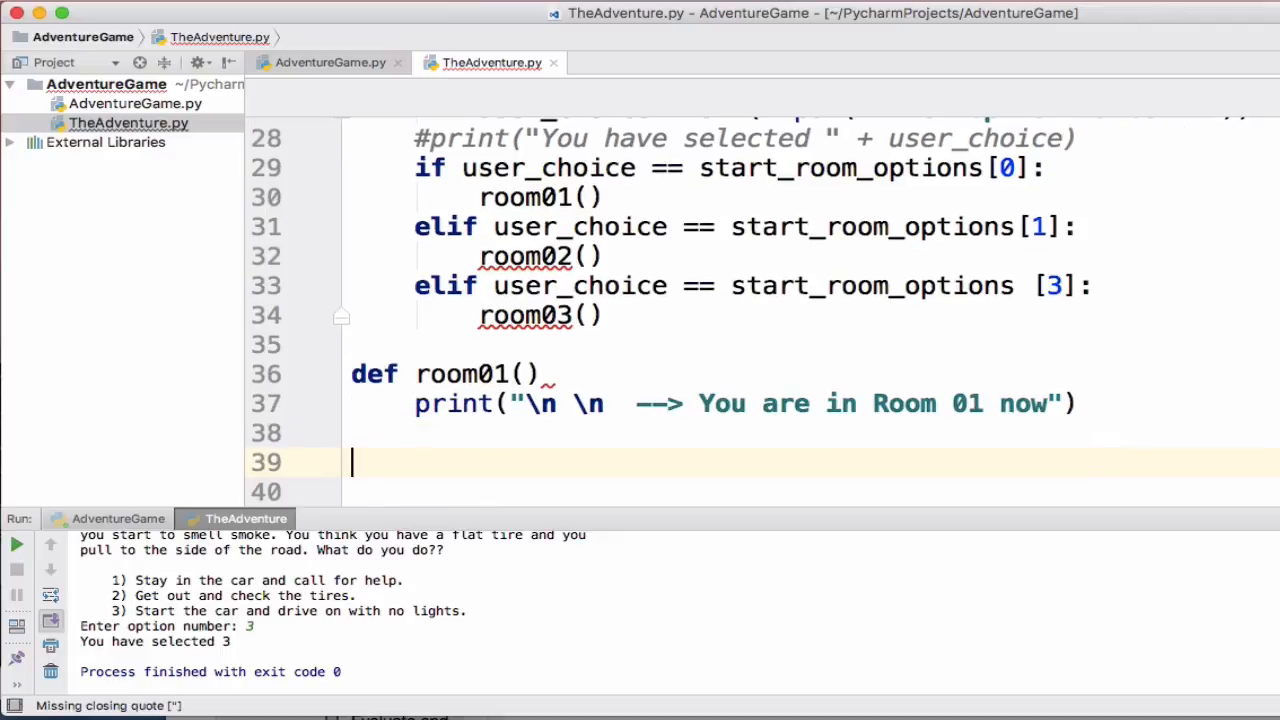 TheAdventure.py - AdventureGame - [~/PycharmProjects/AdventureGame]
AdventureGame TheAdventure.py
Project AdventureGame.py × TheAdventure.py ×
AdventureGame ~/Pycharm
AdventureGame.py
TheAdventure.py
External Libraries
28 #print("You have selected " + user_choice)
29 if user_choice == start_room_options[0]:
30 room01()
31 elif user_choice == start_room_options[1]:
32 room02()
33 elif user_choice == start_room_options [3]:
34 room03()
35
36 def room01()
37 print("\n \n --> You are in Room 01 now")
38
39
40
Run: AdventureGame TheAdventure
you start to smell smoke. You think you have a flat tire and you
pull to the side of the road. What do you do??
1) Stay in the car and call for help.
2) Get out and check the tires.
3) Start the car and drive on with no lights.
Enter option number: 3
You have selected 3
Process finished with exit code 0
Missing closing quote ["]
Evaluate and